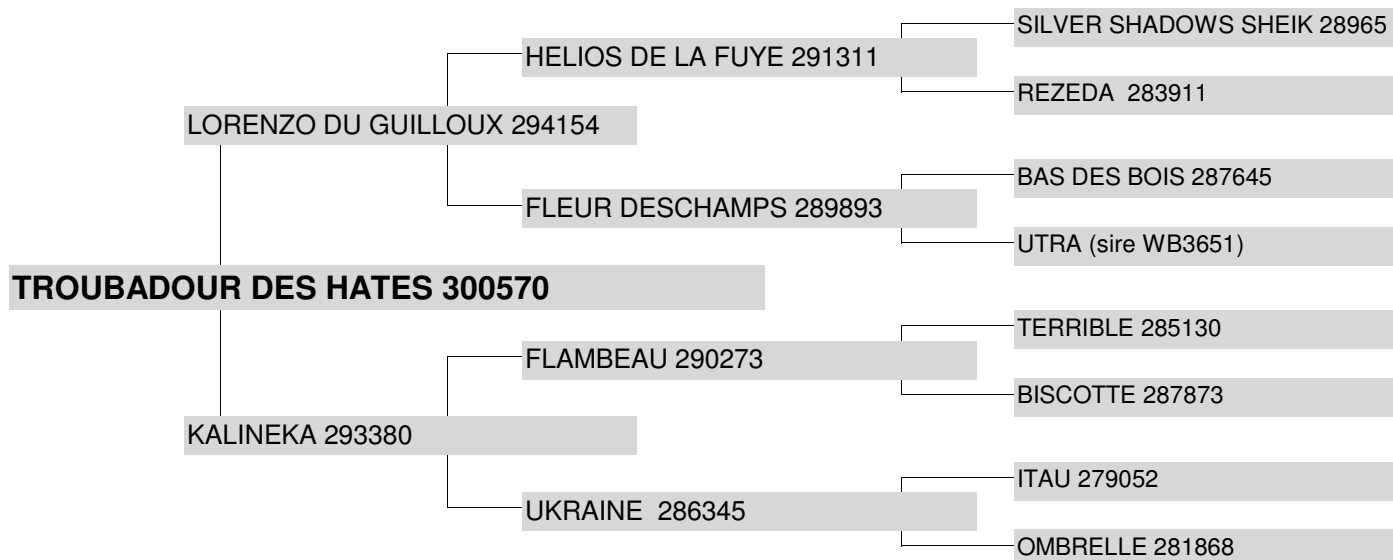 SILVER SHADOWS SHEIK 28965
HELIOS DE LA FUYE 291311
REZEDA  283911
LORENZO DU GUILLOUX 294154
BAS DES BOIS 287645
FLEUR DESCHAMPS 289893
UTRA (sire WB3651)
TROUBADOUR DES HATES 300570
TERRIBLE 285130
FLAMBEAU 290273
BISCOTTE 287873
KALINEKA 293380
ITAU 279052
UKRAINE  286345
OMBRELLE 281868